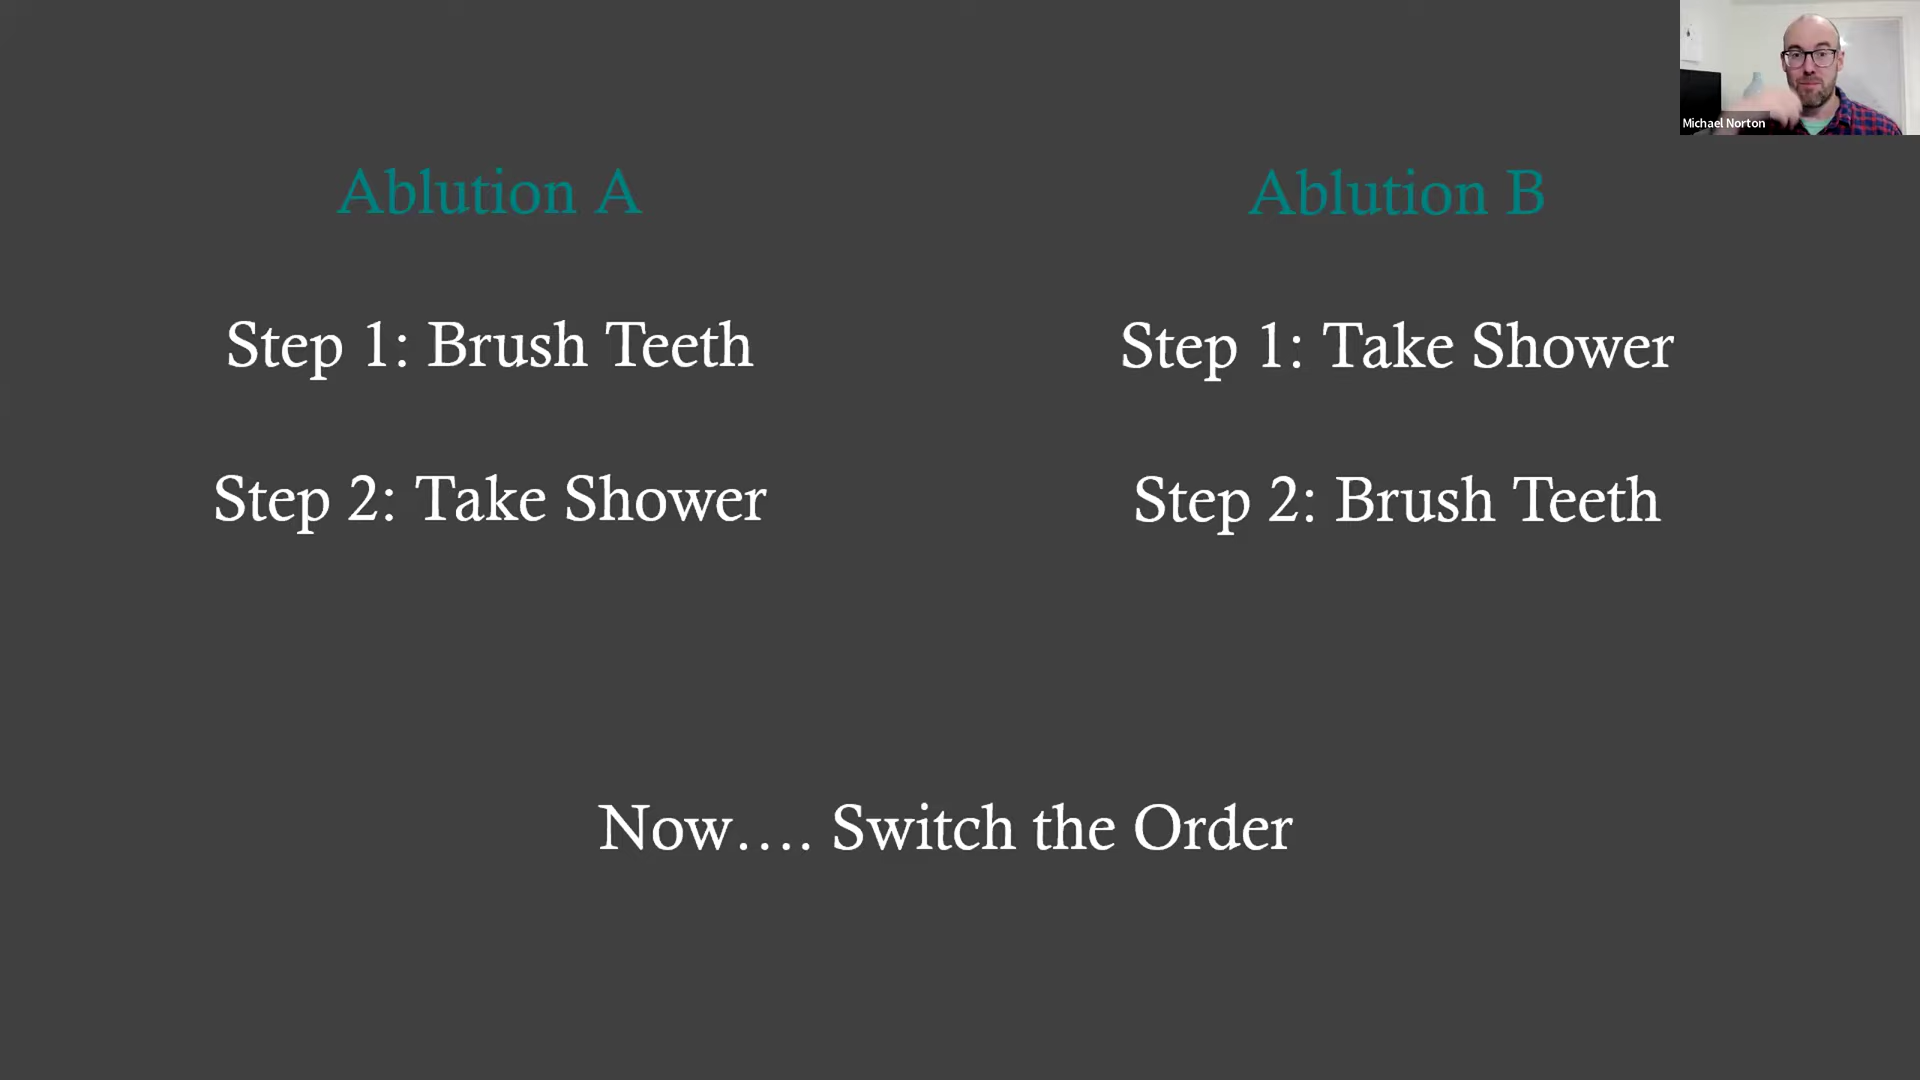 Michael Norton
Ablution A
Step 1: Brush Teeth
Step 2: Take Shower
Ablution B
Step 1: Take Shower
Step 2: Brush Teeth
Now…. Switch the Order